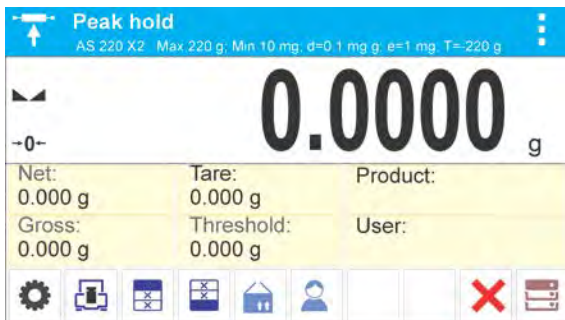 Peak hold
AS 220 X2 Max 220 g; Min 10 mg; d=0.1 mg g; e=1 mg; T=-220 g
→0←
0.0000 g
Net: Tare: Product:
0.000 g 0.000 g
Gross: Threshold: User:
0.000 g 0.000 g